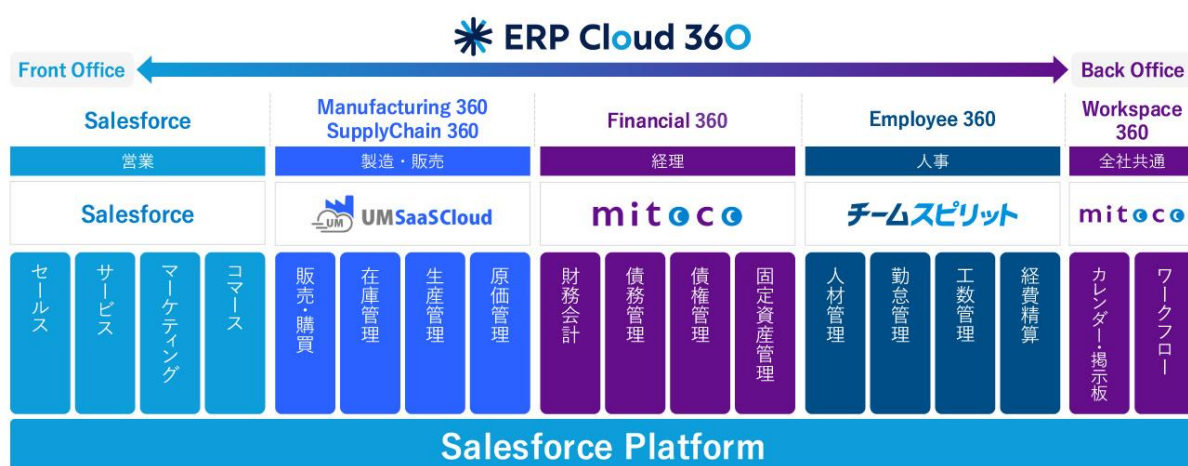 ERP Cloud 360
Front Office
Back Office
Salesforce
Manufacturing 360
SupplyChain 360
Financial 360
Employee 360
Workspace
360
営業
製造・販売
経理
人事
全社共通
Salesforce
UM UMSaaSCloud
mitoco
チームスピリット
mitoco
セールス
サービス
マーケティング
コマース
販売・購買
在庫管理
生産管理
原価管理
財務会計
債務管理
債権管理
固定資産管理
人材管理
勤怠管理
工数管理
経費精算
カレンダー・掲示板
ワークフロー
Salesforce Platform